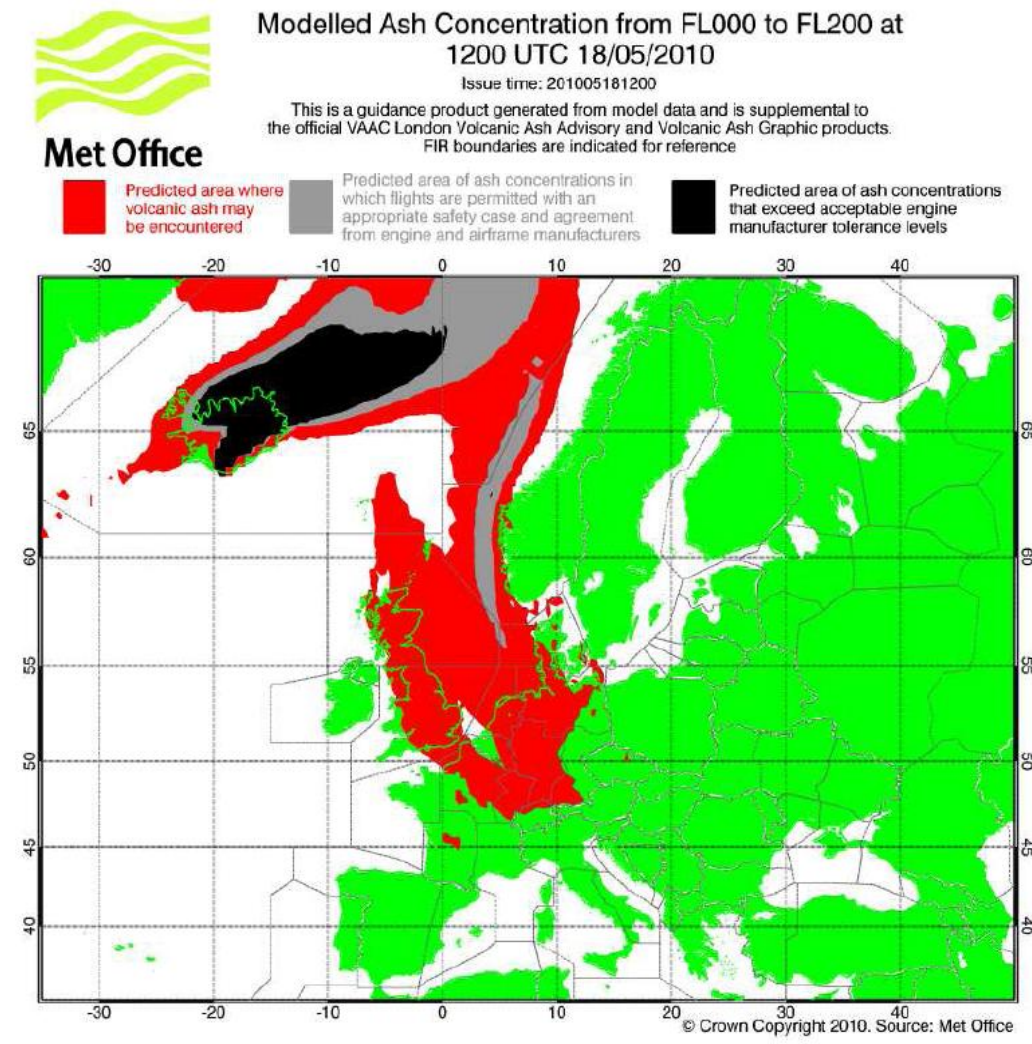 Modelled Ash Concentration from FL000 to FL200 at
1200 UTC 18/05/2010
Issue time: 201005181200
This is a guidance product generated from model data and is supplemental to
the official VAAC London Volcanic Ash Advisory and Volcanic Ash Graphic products.
FIR boundaries are indicated for reference
Met Office
Predicted area where
volcanic ash may
be encountered
Predicted area of ash concentrations in
which flights are permitted with an
appropriate safety case and agreement
from engine and airframe manufacturers
Predicted area of ash concentrations
that exceed acceptable engine
manufacturer tolerance levels
-30 -20 -10 0 10 20 30 40
65 65
60 60
55 55
50 50
45 45
40 40
-30 -20 -10 0 10 20 30 40
© Crown Copyright 2010. Source: Met Office